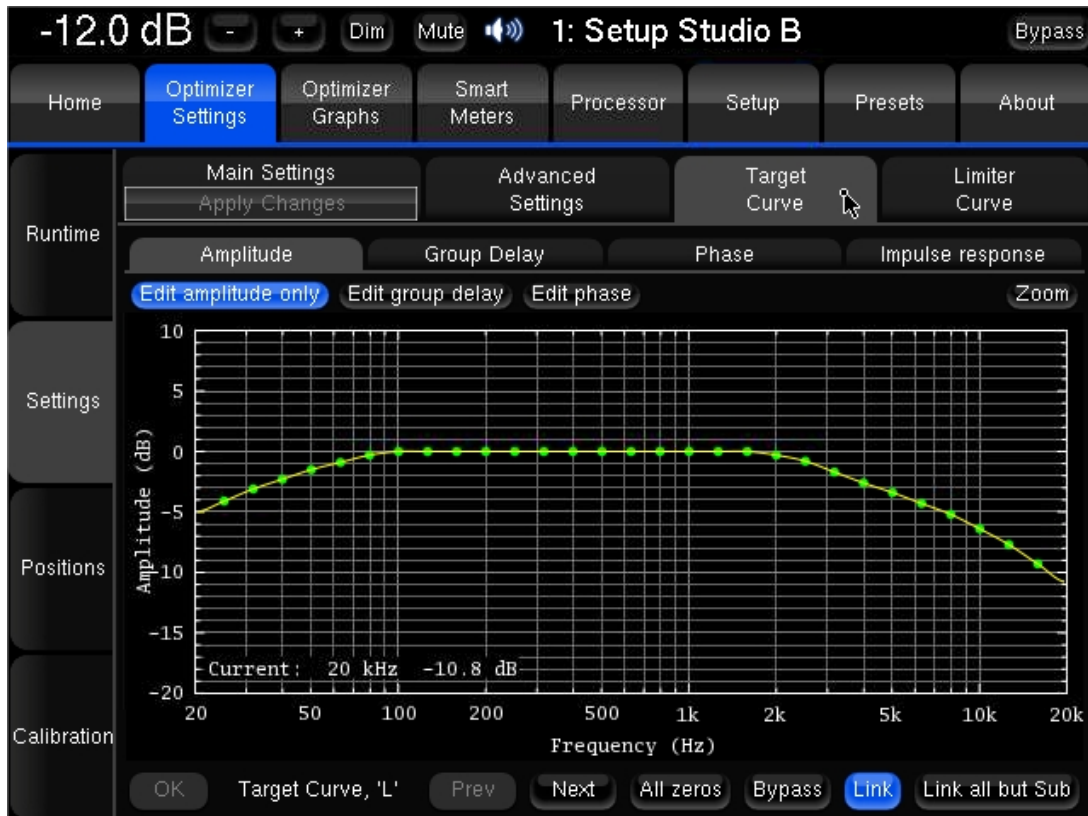 -12.0 dB - + Dim Mute 1: Setup Studio B Bypass
Home Optimizer Settings Optimizer Graphs Smart Meters Processor Setup Presets About
Runtime
Settings
Positions
Calibration
Main Settings
Apply Changes
Advanced Settings
Target Curve
Limiter Curve
Amplitude Group Delay Phase Impulse response
Edit amplitude only Edit group delay Edit phase Zoom
Amplitude (dB)
10
5
0
-5
-10
-15
-20
Current: 20 kHz -10.8 dB
20 50 100 200 500 1k 2k 5k 10k 20k
Frequency (Hz)
OK Target Curve, 'L' Prev Next All zeros Bypass Link Link all but Sub